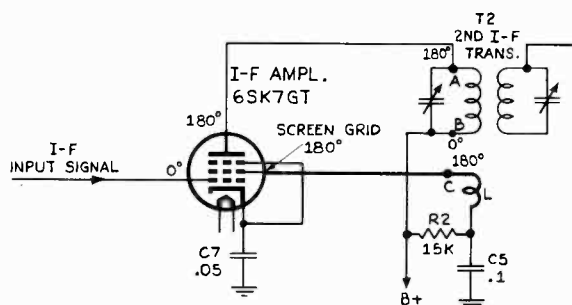 T2
2ND I-F
TRANS.
180°
A
I-F AMPL.
6SK7GT
180°
SCREEN GRID
180°
B
0°
I-F
INPUT SIGNAL
0°
180°
C
L
R2
15K
C7
.05
C5
.1
B+